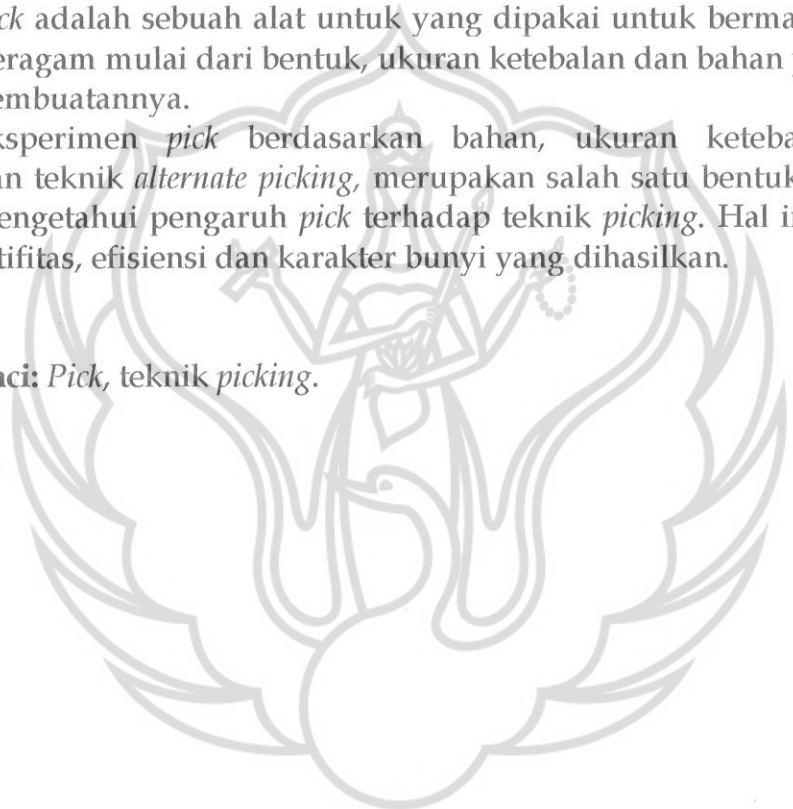 ck adalah sebuah alat untuk yang dipakai untuk berma
eragam mulai dari bentuk, ukuran ketebalan dan bahan
embuatannya.
ksperimen pick berdasarkan bahan, ukuran keteba
an teknik alternate picking, merupakan salah satu bentuk
engetahui pengaruh pick terhadap teknik picking. Hal in
tifitas, efisiensi dan karakter bunyi yang dihasilkan.
nci: Pick, teknik picking.